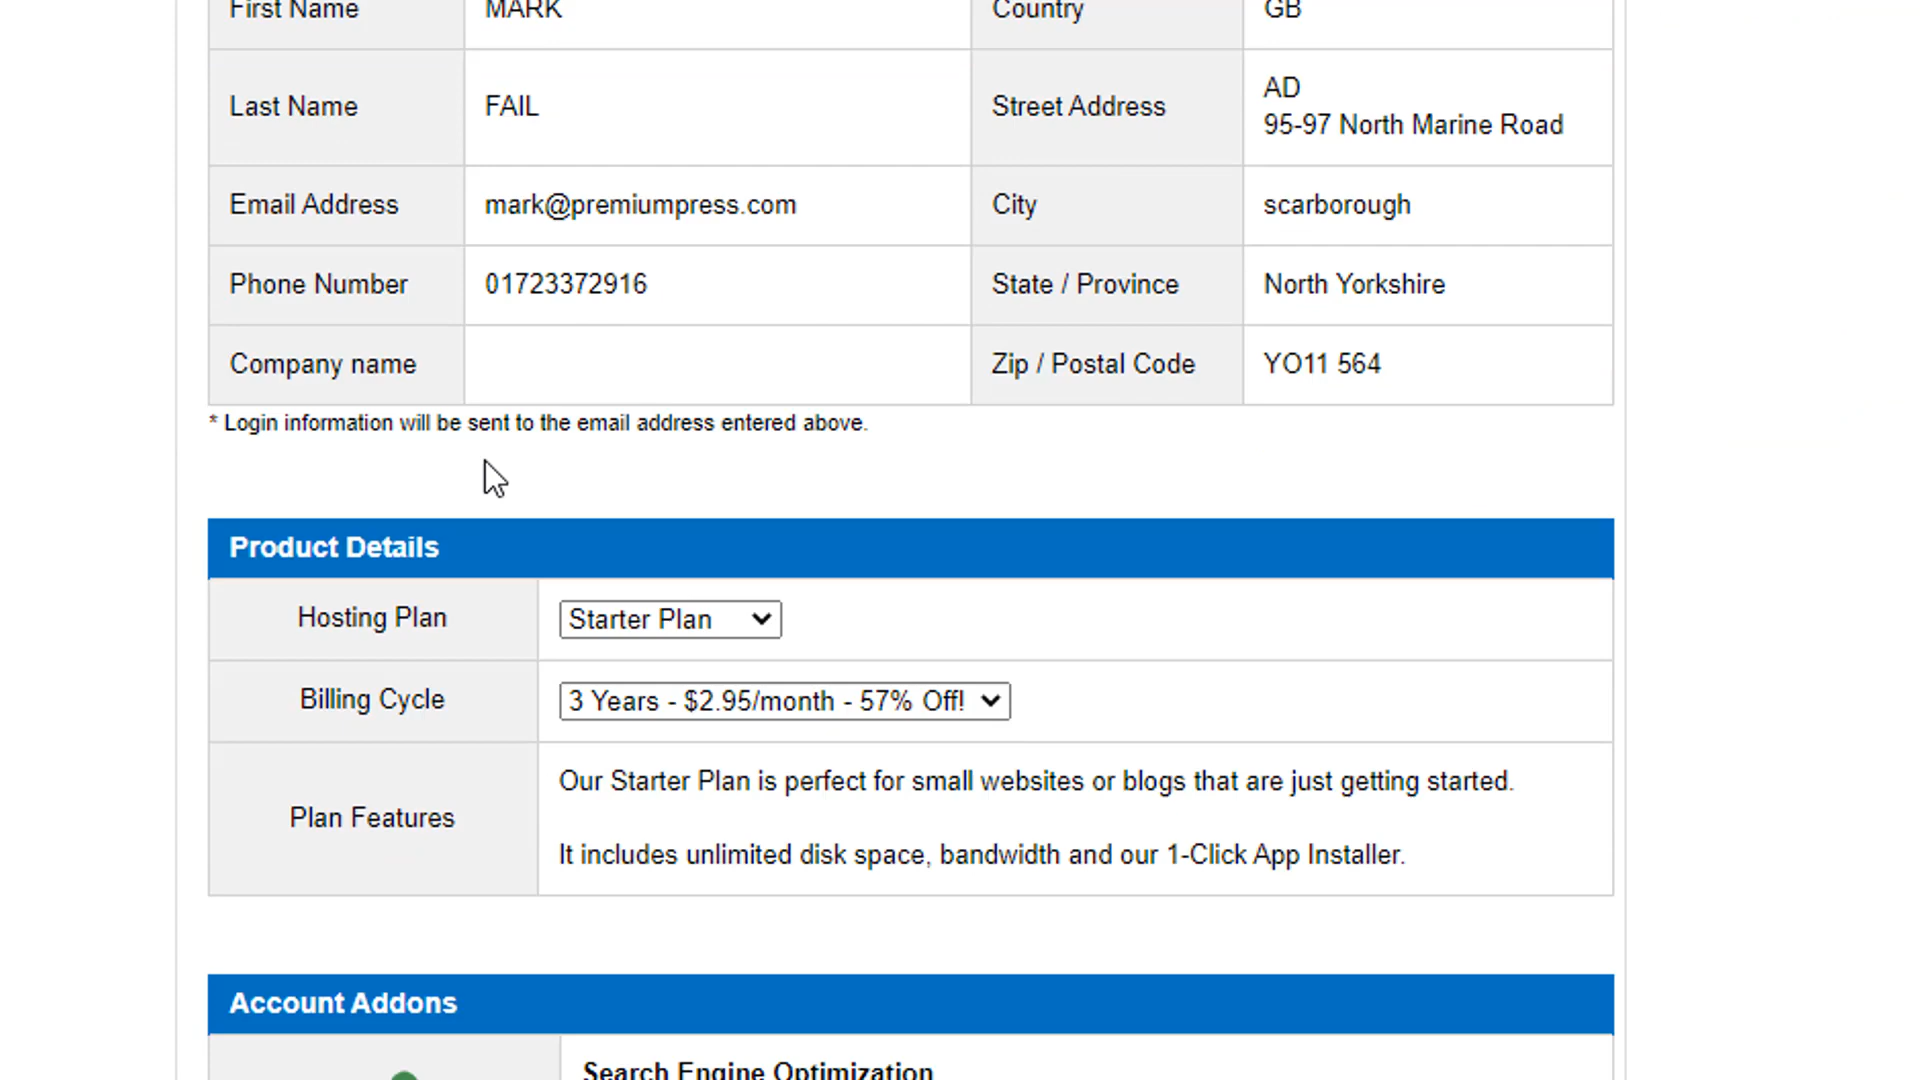 First Name MARK Country GB
AD
Last Name FAIL Street Address
95-97 North Marine Road
Email Address mark@premiumpress.com City scarborough
Phone Number 01723372916 State / Province North Yorkshire
Company name Zip / Postal Code YO11 564
* Login information will be sent to the email address entered above.
Product Details
Hosting Plan Starter Plan
Billing Cycle 3 Years - $2.95/month - 57% Off!
Our Starter Plan is perfect for small websites or blogs that are just getting started.
Plan Features
It includes unlimited disk space, bandwidth and our 1-Click App Installer.
Account Addons
Search Engine Optimization